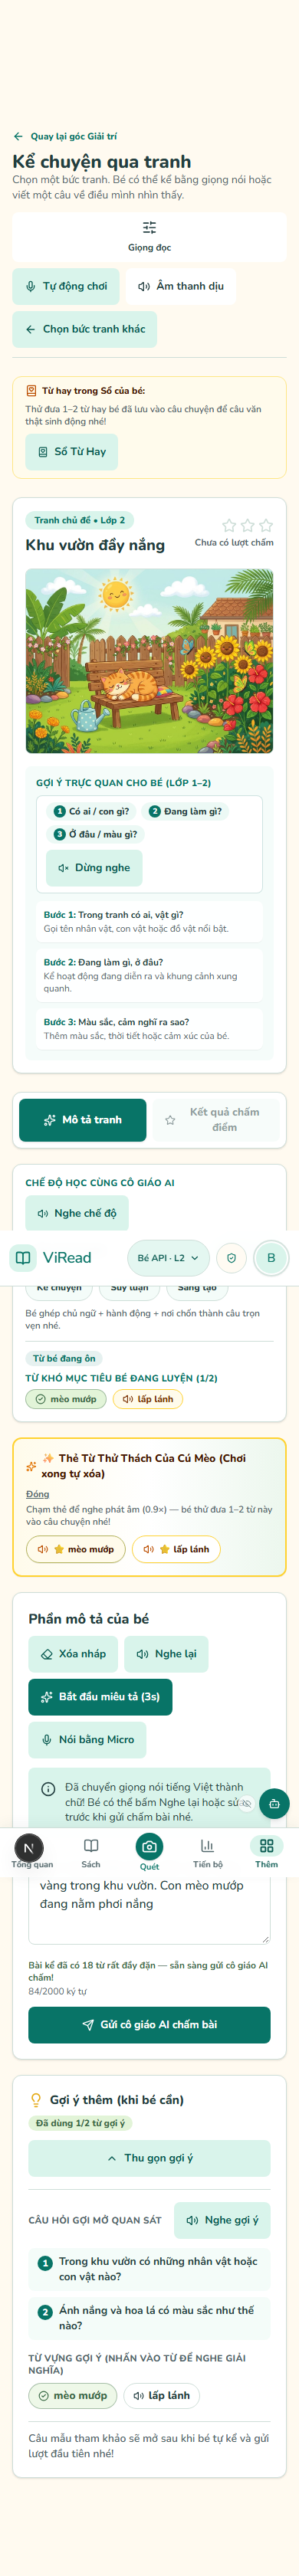 Quay lại góc Giải trí
Kể chuyện qua tranh
Chọn một bức tranh. Bé có thể kể bằng giọng nói hoặc
viết một câu về điều mình nhìn thấy.
Giọng đọc
Tự động chơi
Âm thanh dịu
Chọn bức tranh khác
Từ hay trong Sổ của bé:
Thử đưa 1–2 từ hay bé đã lưu vào câu chuyện để câu văn
thật sinh động nhé!
Sổ Từ Hay
Tranh chủ đề • Lớp 2
Khu vườn đầy nắng
Chưa có lượt chấm
GỢI Ý TRỰC QUAN CHO BÉ (LỚP 1–2)
1 Có ai / con gì?
2 Đang làm gì?
3 Ở đâu / màu gì?
Dừng nghe
Bước 1: Trong tranh có ai, vật gì?
Gọi tên nhân vật, con vật hoặc đồ vật nổi bật.
Bước 2: Đang làm gì, ở đâu?
Kể hoạt động đang diễn ra và khung cảnh xung
quanh.
Bước 3: Màu sắc, cảm nghĩ ra sao?
Thêm màu sắc, thời tiết hoặc cảm xúc của bé.
Mô tả tranh
Kết quả chấm
điểm
CHẾ ĐỘ HỌC CÙNG CÔ GIÁO AI
Nghe chế độ
ViRead
Bé API · L2
B
Kể chuyện
Suy luận
Sáng tạo
Bé ghép chủ ngữ + hành động + nơi chốn thành câu trọn
vẹn nhé.
Từ bé đang ôn
TỪ KHÓ MỤC TIÊU BÉ ĐANG LUYỆN (1/2)
mèo mướp
lấp lánh
Thẻ Từ Thử Thách Của Cú Mèo (Chơi
xong tự xóa)
Đóng
Chạm thẻ để nghe phát âm (0.9×) — bé thử đưa 1–2 từ này
vào câu chuyện nhé!
mèo mướp
lấp lánh
Phần mô tả của bé
Xóa nháp
Nghe lại
Bắt đầu miêu tả (3s)
Nói bằng Micro
Đã chuyển giọng nói tiếng Việt thành
chữ! Bé có thể bấm Nghe lại hoặc sửa
trước khi gửi chấm bài nhé.
N
Tổng quan
Sách
Quét
Tiến bộ
Thêm
vàng trong khu vườn. Con mèo mướp
đang nằm phơi nắng
Bài kể đã có 18 từ rất đầy đặn — sẵn sàng gửi cô giáo AI
chấm!
84/2000 ký tự
Gửi cô giáo AI chấm bài
Gợi ý thêm (khi bé cần)
Đã dùng 1/2 từ gợi ý
Thu gọn gợi ý
CÂU HỎI GỢI MỞ QUAN SÁT
Nghe gợi ý
1 Trong khu vườn có những nhân vật hoặc
con vật nào?
2 Ánh nắng và hoa lá có màu sắc như thế
nào?
TỪ VỰNG GỢI Ý (NHẤN VÀO TỪ ĐỂ NGHE GIẢI
NGHĨA)
mèo mướp
lấp lánh
Câu mẫu tham khảo sẽ mở sau khi bé tự kể và gửi
lượt đầu tiên nhé!